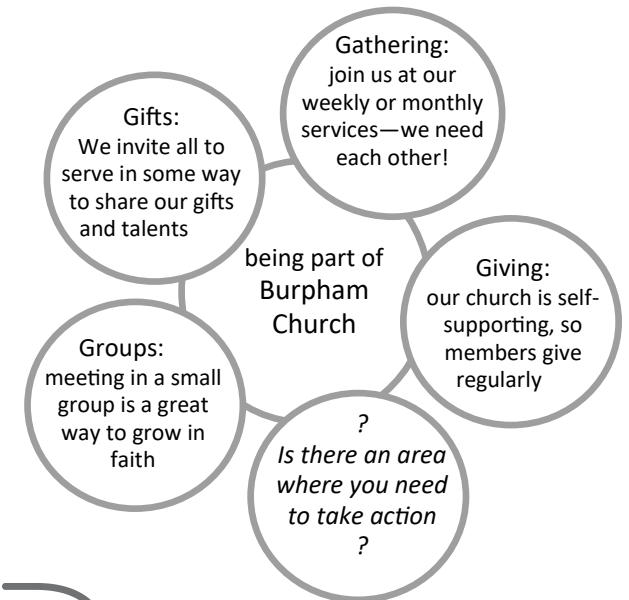 being part of
Burpham
Church
Gathering:
join us at our
weekly or monthly
services—we need
each other!
Giving:
our church is self-
supporting, so
members give
regularly
?
Is there an area
where you need
to take action
?
Groups:
meeting in a small
group is a great
way to grow in
faith
Gifts:
We invite all to
serve in some way
to share our gifts
and talents